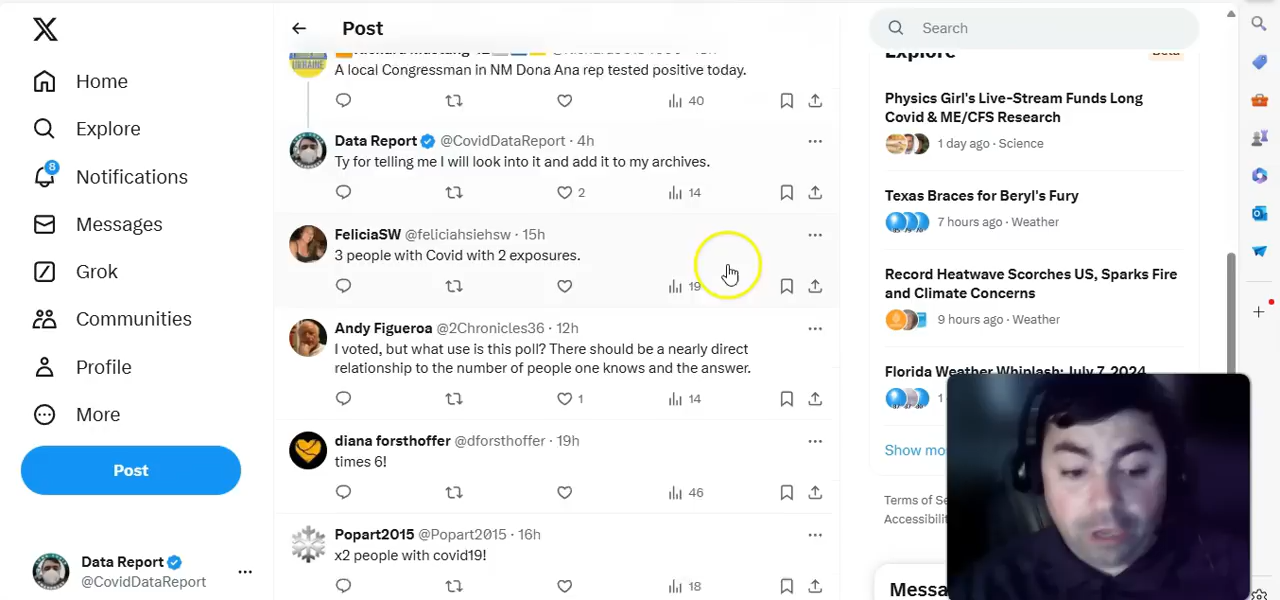 Post
Search
A local Congressman in NM Dona Ana rep tested positive today.
40
Data Report @CovidDataReport · 4h
Ty for telling me I will look into it and add it to my archives.
2 14
FeliciaSW @feliciahsiehsw · 15h
3 people with Covid with 2 exposures.
19
Andy Figueroa @2Chronicles36 · 12h
I voted, but what use is this poll? There should be a nearly direct
relationship to the number of people one knows and the answer.
1 14
diana forsthoffer @dforsthoffer · 19h
times 6!
46
Popart2015 @Popart2015 · 16h
x2 people with covid19!
18
Home
Explore
8
Notifications
Messages
Grok
Communities
Profile
More
Post
Data Report
@CovidDataReport
Explore
Beta
Physics Girl's Live-Stream Funds Long
Covid & ME/CFS Research
1 day ago · Science
Texas Braces for Beryl's Fury
7 hours ago · Weather
Record Heatwave Scorches US, Sparks Fire
and Climate Concerns
9 hours ago · Weather
Florida Weather Whiplash: July 7, 2024
Show
Terms of